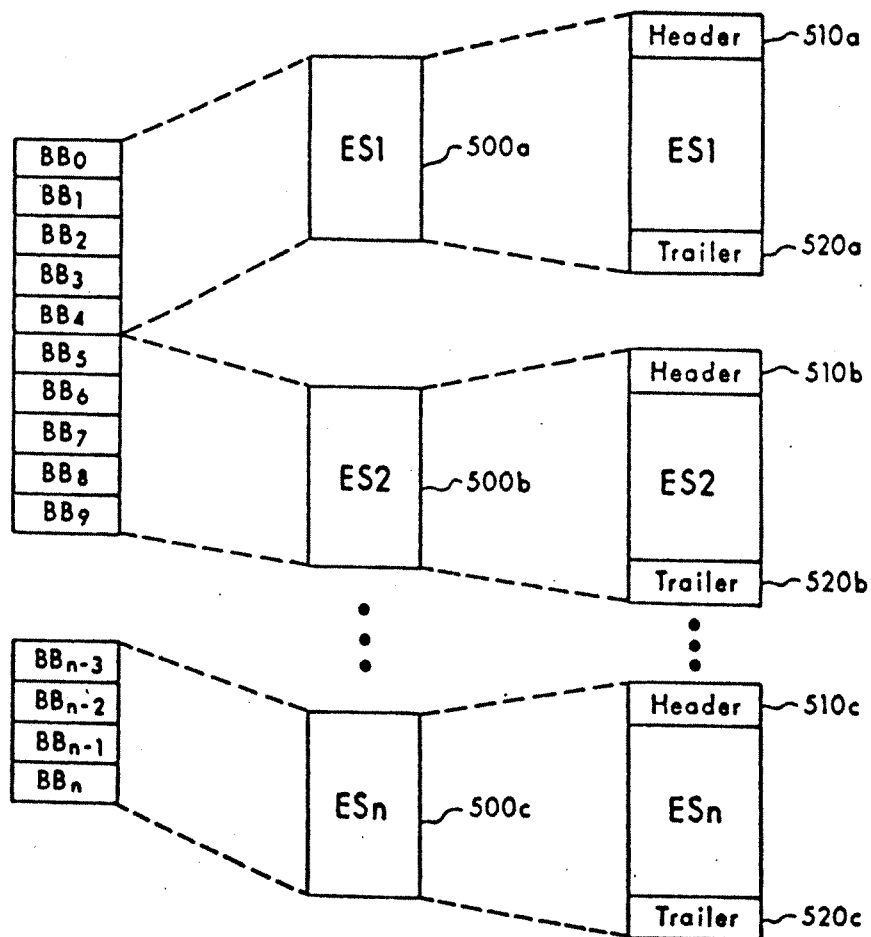 Header 510a
ES1 500a ES1
Trailer 520a
BB0
BB1
BB2
BB3
BB4
BB5
BB6
BB7
BB8
BB9
Header 510b
ES2 500b ES2
Trailer 520b
BBn-3
BBn-2
BBn-1
BBn
Header 510c
ESn 500c ESn
Trailer 520c